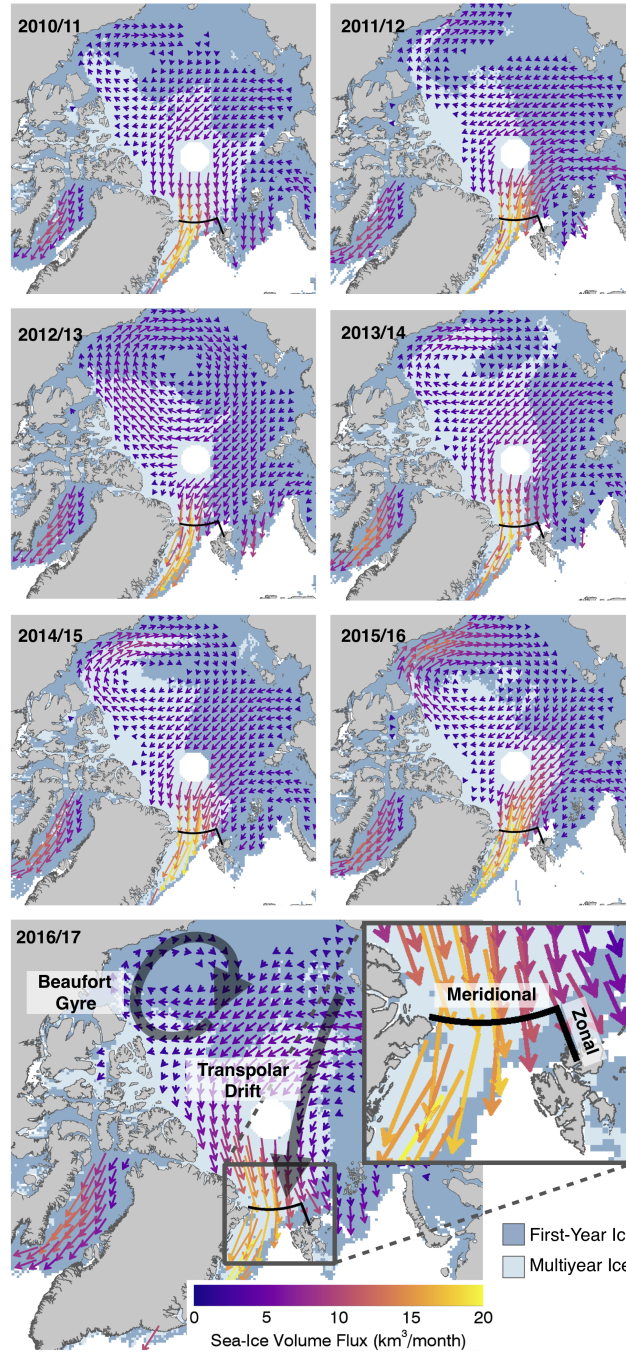 2010/11
2011/12
2012/13
2013/14
2014/15
2015/16
2016/17
Beaufort
Gyre
Transpolar
Drift
Meridional
Zonal
First-Year Ic
Multiyear Ice
0 5 10 15 20
Sea-Ice Volume Flux (km³/month)